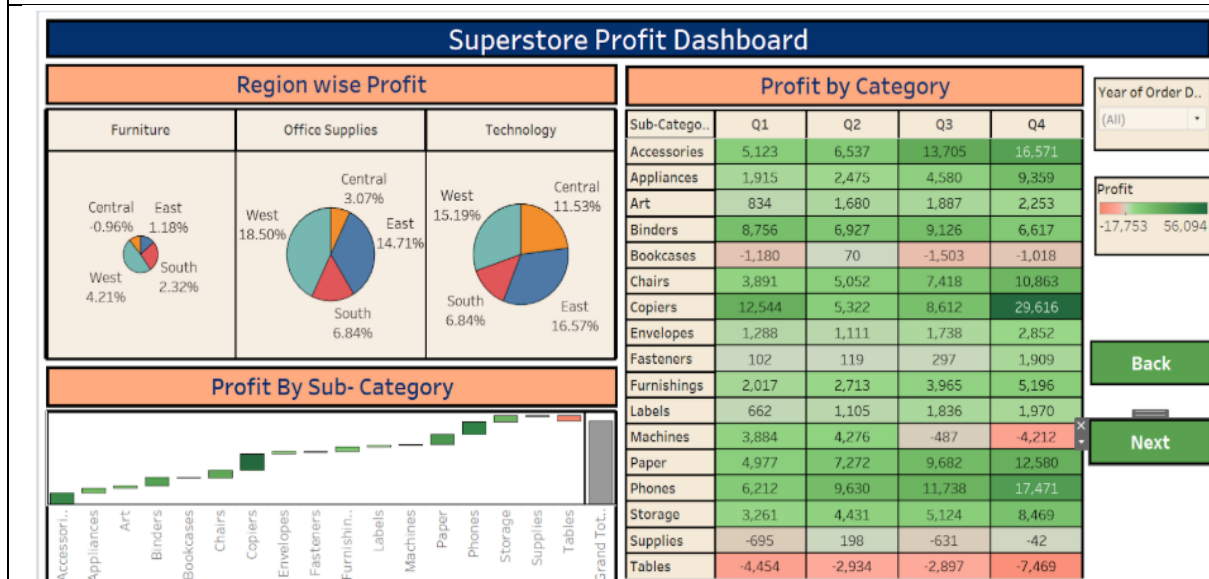 Superstore Profit Dashboard
Region wise Profit
Furniture
Office Supplies
Technology
Central
-0.96%
East
1.18%
West
4.21%
South
2.32%
Central
3.07%
West
18.50%
East
14.71%
South
6.84%
West
15.19%
Central
11.53%
South
6.84%
East
16.57%
Profit By Sub- Category
Accessori..
Appliances
Art
Binders
Bookcases
Chairs
Copiers
Envelopes
Fasteners
Furnishin..
Labels
Machines
Paper
Phones
Storage
Supplies
Tables
Grand Tot..
Profit by Category
Sub-Catego.. Q1 Q2 Q3 Q4
Accessories 5,123 6,537 13,705 16,571
Appliances 1,915 2,475 4,580 9,359
Art 834 1,680 1,887 2,253
Binders 8,756 6,927 9,126 6,617
Bookcases -1,180 70 -1,503 -1,018
Chairs 3,891 5,052 7,418 10,863
Copiers 12,544 5,322 8,612 29,616
Envelopes 1,288 1,111 1,738 2,852
Fasteners 102 119 297 1,909
Furnishings 2,017 2,713 3,965 5,196
Labels 662 1,105 1,836 1,970
Machines 3,884 4,276 -487 -4,212
Paper 4,977 7,272 9,682 12,580
Phones 6,212 9,630 11,738 17,471
Storage 3,261 4,431 5,124 8,469
Supplies -695 198 -631 -42
Tables -4,454 -2,934 -2,897 -7,469
Year of Order D..
(All)
Profit
-17,753 56,094
Back
Next